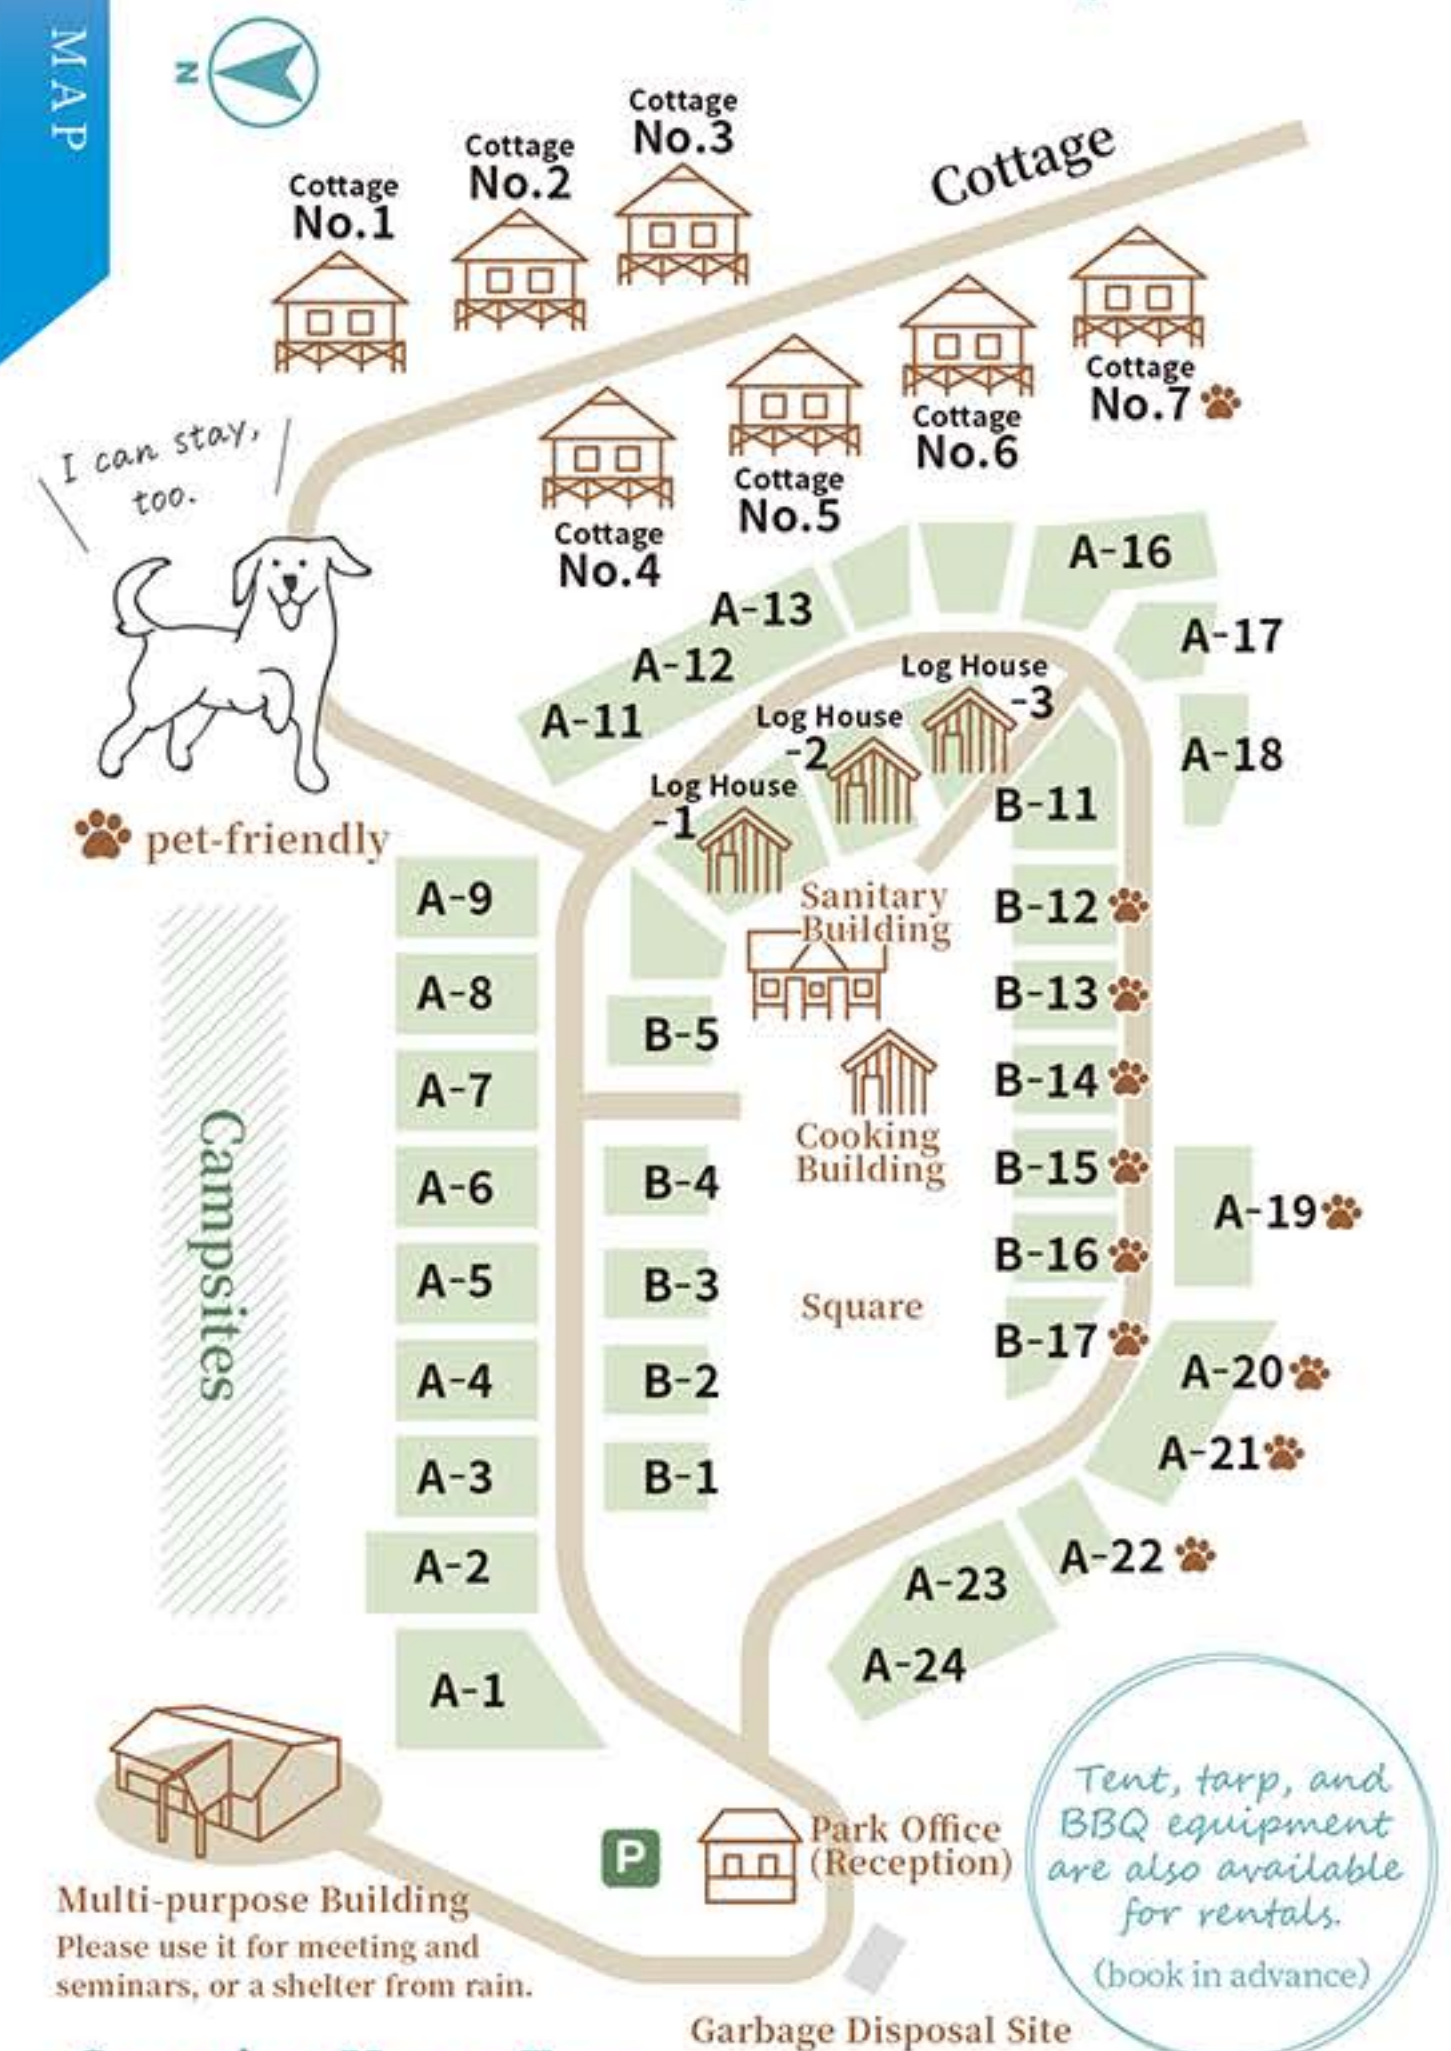 MAP
N
Cottage
No.1
Cottage
No.2
Cottage
No.3
Cottage
Cottage
No.4
Cottage
No.5
Cottage
No.6
Cottage
No.7
I can stay,
too.
pet-friendly
Campsites
A-16
A-13
A-12
A-11
A-17
A-18
Log House
-3
Log House
-2
Log House
-1
B-11
A-9
Sanitary
Building
B-12
A-8
B-5
B-13
A-7
B-14
Cooking
Building
A-6
B-4
B-15
A-19
A-5
B-3
Square
B-16
A-4
B-2
B-17
A-20
A-3
B-1
A-21
A-2
A-22
A-23
A-1
A-24
P
Park Office
(Reception)
Multi-purpose Building
Please use it for meeting and
seminars, or a shelter from rain.
Garbage Disposal Site
Tent, tarp, and
BBQ equipment
are also available
for rentals.
(book in advance)